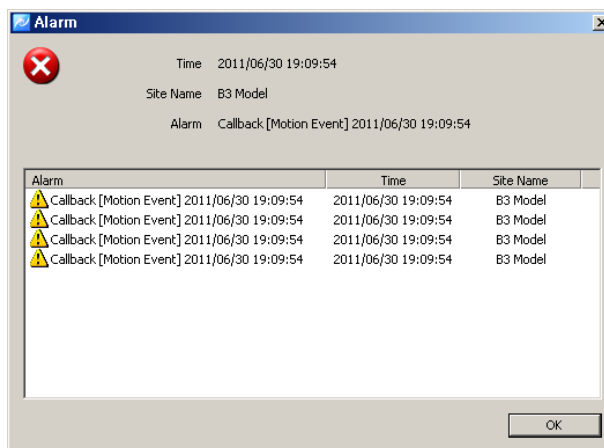 Alarm
Time 2011/06/30 19:09:54
Site Name B3 Model
Alarm Callback [Motion Event] 2011/06/30 19:09:54
Alarm Time Site Name
Callback [Motion Event] 2011/06/30 19:09:54 2011/06/30 19:09:54 B3 Model
Callback [Motion Event] 2011/06/30 19:09:54 2011/06/30 19:09:54 B3 Model
Callback [Motion Event] 2011/06/30 19:09:54 2011/06/30 19:09:54 B3 Model
Callback [Motion Event] 2011/06/30 19:09:54 2011/06/30 19:09:54 B3 Model
OK